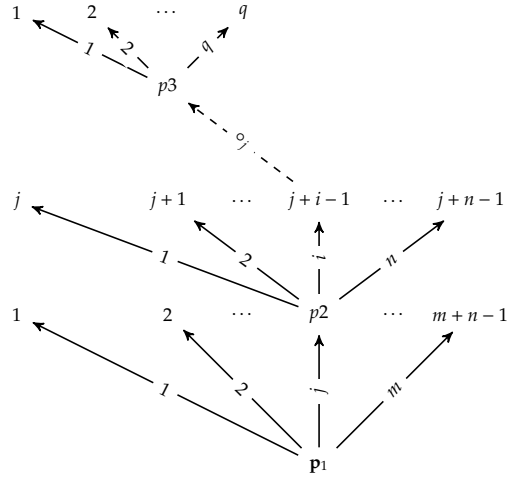 1 2 ⋯ q
1 2 q
p3
∘j .
j j+1 ⋯ j+i−1 ⋯ j+n−1
1 2 i n
1 2 ⋯ p2 ⋯ m+n−1
1 2 j m
p1